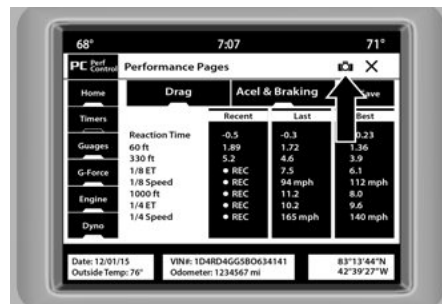 68° 7:07 71°
PC Perf Control Performance Pages X
Home Drag Acel & Braking
Timers Recent Last Best
Reaction Time -0.5 -0.3 0.23
60 ft 1.89 1.72 1.36
Guages 330 ft 5.2 4.6 3.9
1/8 ET • REC 7.5 6.1
G-Force 1/8 Speed • REC 94 mph 112 mph
1000 ft • REC 11.2 8.0
Engine 1/4 ET • REC 10.2 9.6
1/4 Speed • REC 165 mph 140 mph
Dyno
Date: 12/01/15 VIN#: 1D4RD4GG5BO634141 83°13'44"N
Outside Temp: 76° Odometer: 1234567 mi 42°39'27"W